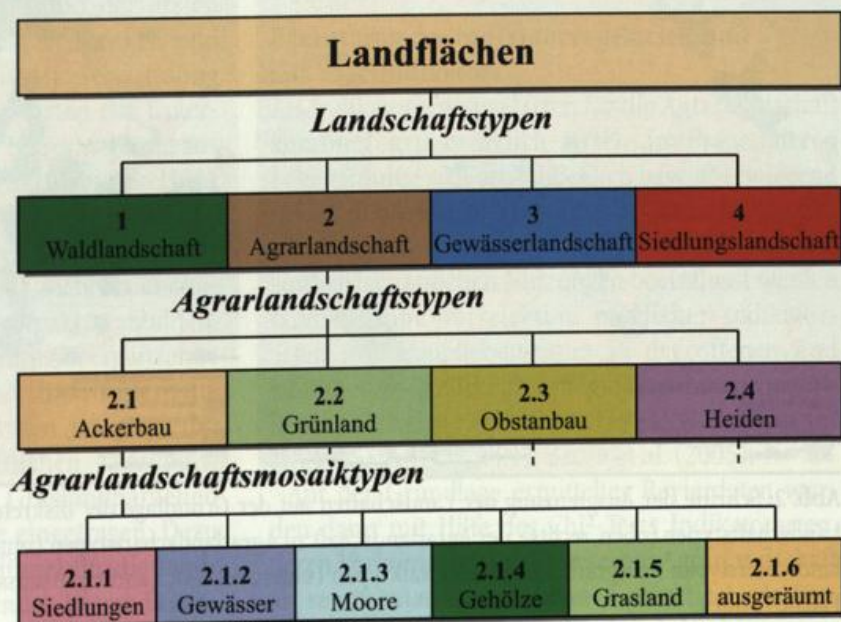 Landflächen
Landschaftstypen
1 2 3 4
Waldlandschaft Agrarlandschaft Gewässerlandschaft Siedlungslandschaft
Agrarlandschaftstypen
2.1 2.2 2.3 2.4
Ackerbau Grünland Obstanbau Heiden
Agrarlandschaftsmosaiktypen
2.1.1 2.1.2 2.1.3 2.1.4 2.1.5 2.1.6
Siedlungen Gewässer Moore Gehölze Grasland ausgeräumt